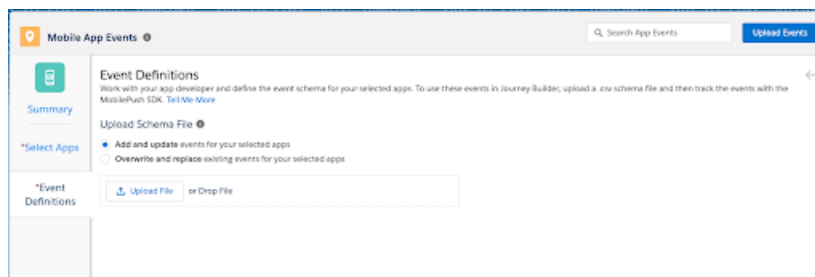 Mobile App Events
Search App Events
Upload Events
Event Definitions
Work with your app developer and define the event schema for your selected apps. To use these events in Journey Builder, upload a .csv schema file and then track the events with the
MobilePush SDK. Tell Me More
Summary
Upload Schema File
*Select Apps
Add and update events for your selected apps
Overwrite and replace existing events for your selected apps
*Event
Definitions
Upload File or Drop File